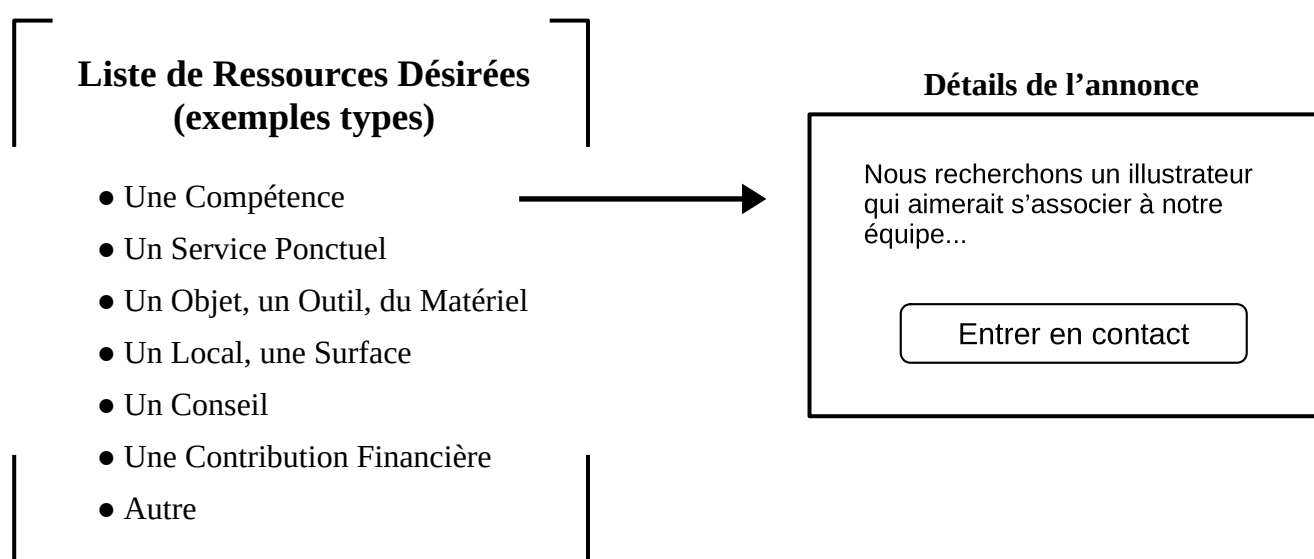 Liste de Ressources Désirées
(exemples types)
● Une Compétence
● Un Service Ponctuel
● Un Objet, un Outil, du Matériel
● Un Local, une Surface
● Un Conseil
● Une Contribution Financière
● Autre
Détails de l’annonce
Nous recherchons un illustrateur
qui aimerait s’associer à notre
équipe...
Entrer en contact